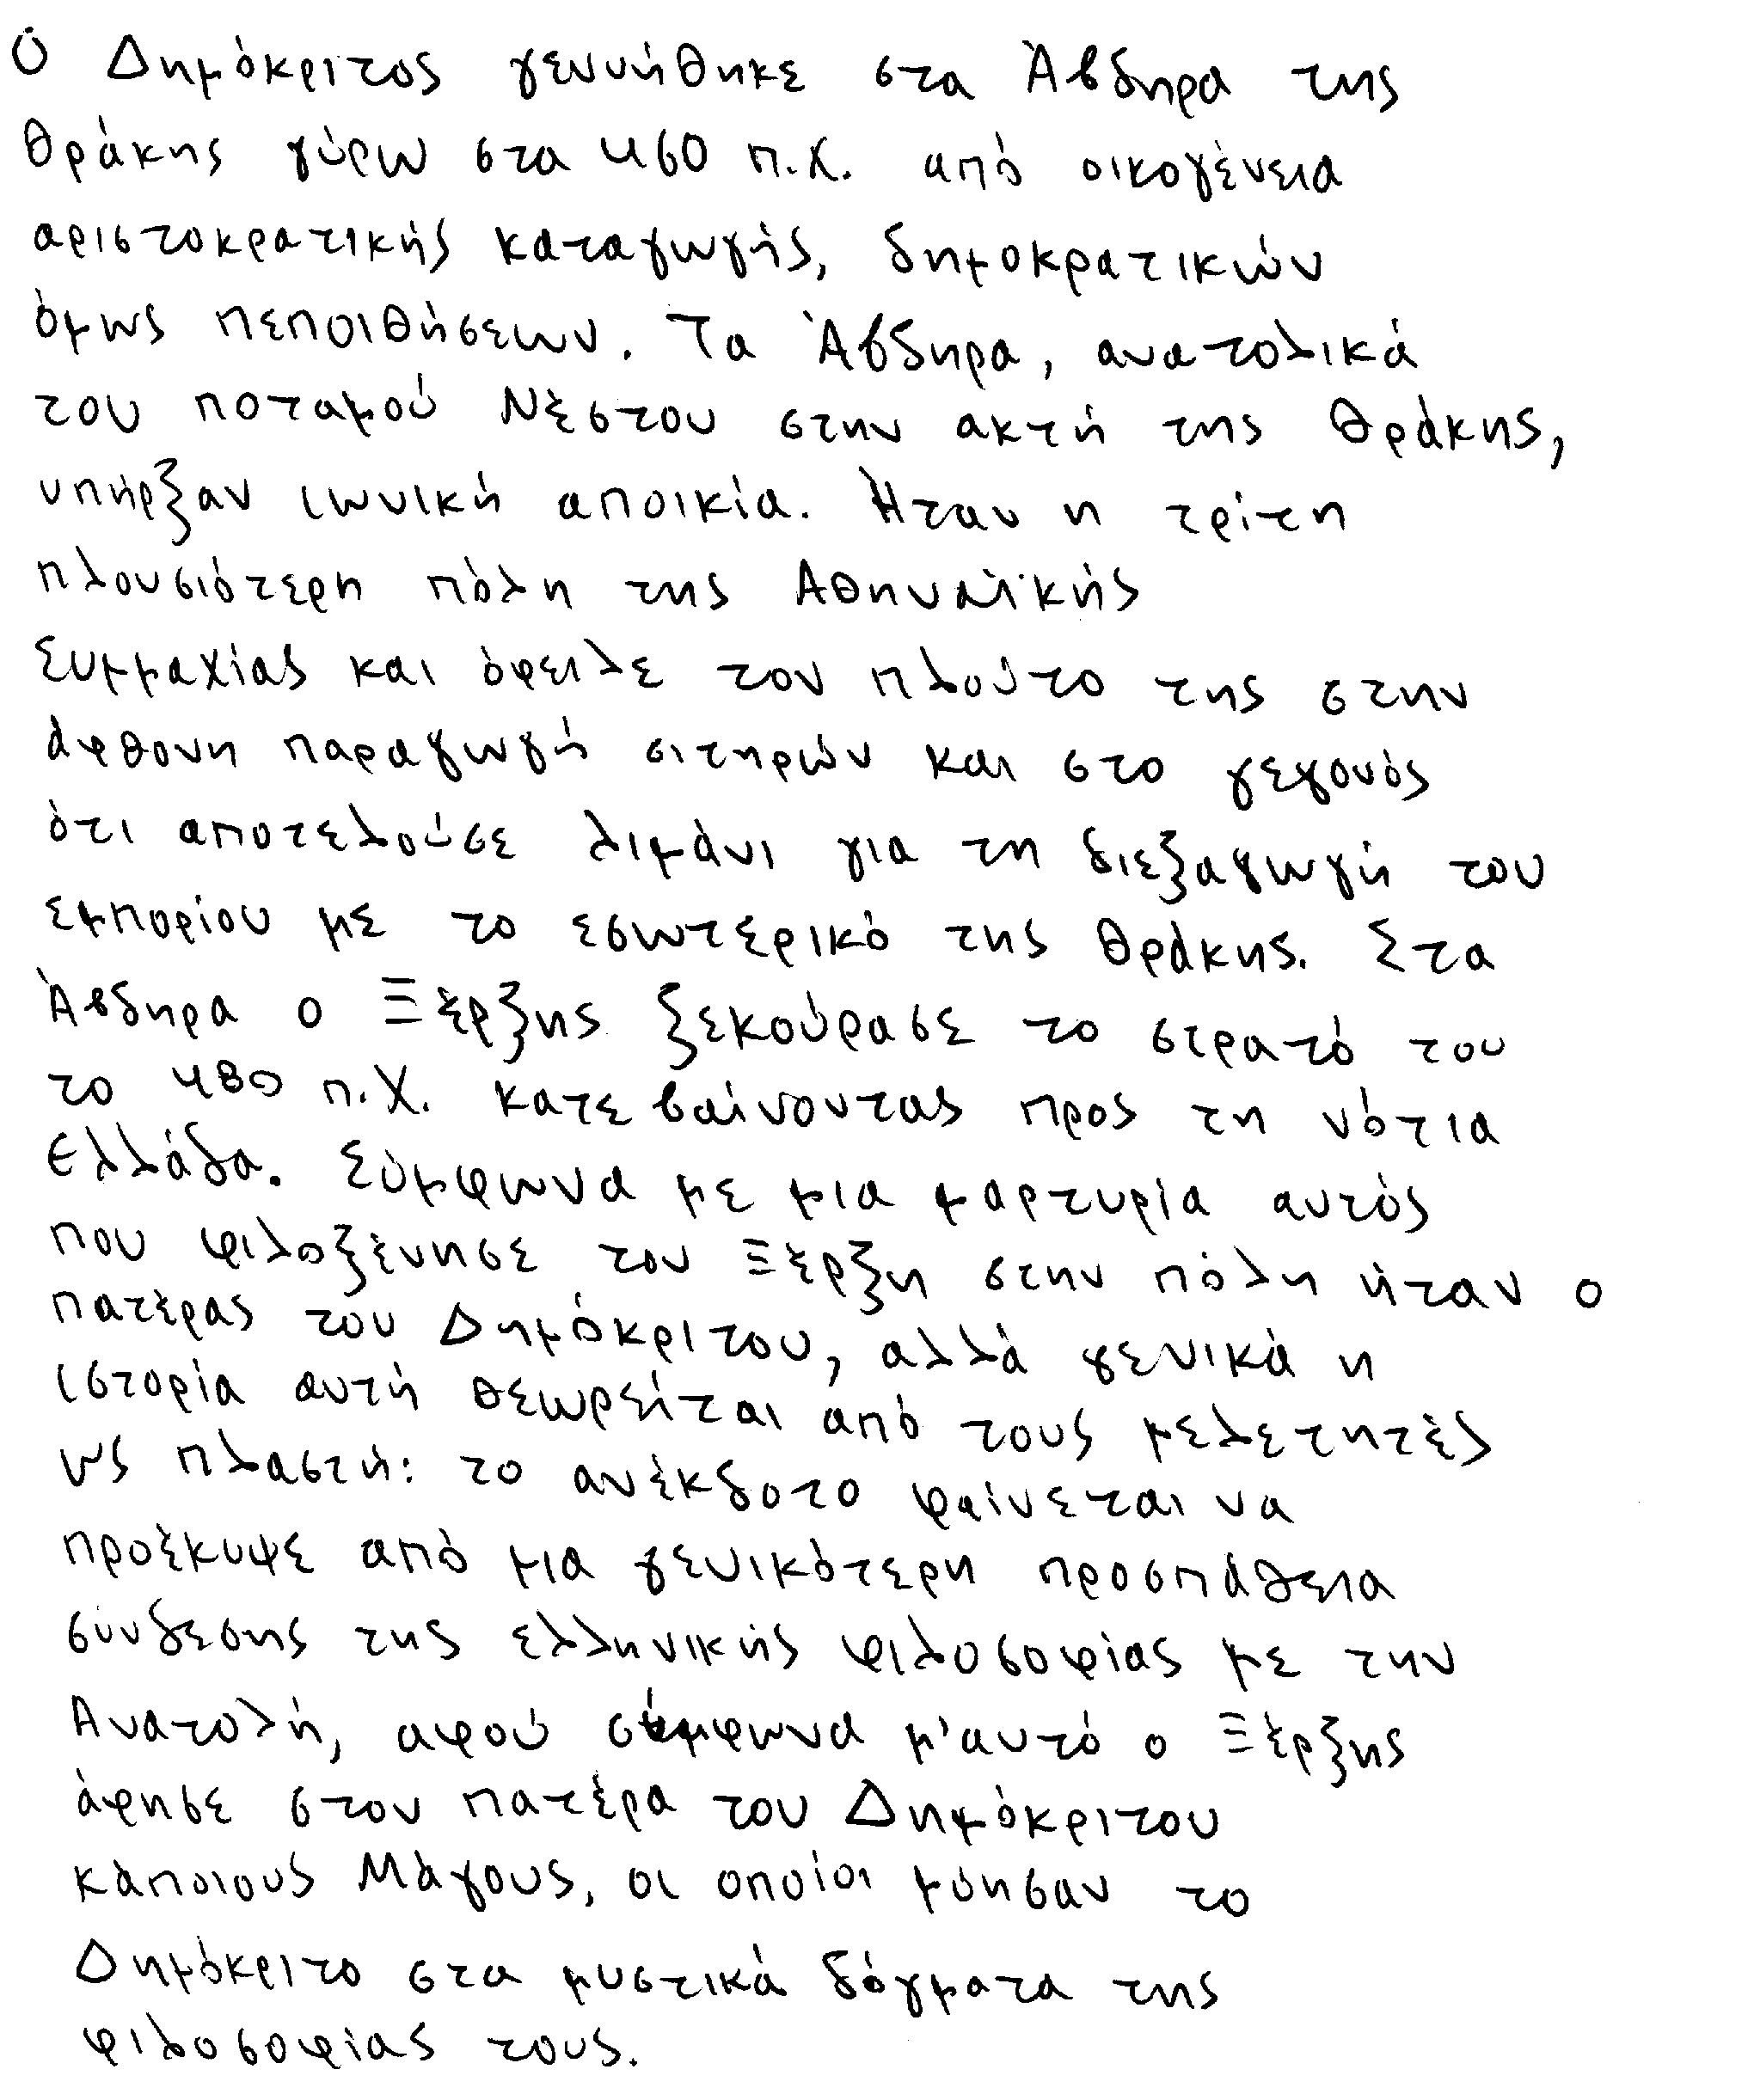 Ο Δημόκριτος γεννήθηκε στα Άβδηρα της
Θράκης γύρω στα 460 π.Χ. από οικογένεια
αριστοκρατικής καταγωγής, δημοκρατικών
όμως πεποιθήσεων. Τα Άβδηρα, ανατολικά
του ποταμού Νέστου στην ακτή της Θράκης,
υπήρξαν ιωνική αποικία. Ήταν η τρίτη
πλουσιότερη πόλη της Αθηναϊκής
Συμμαχίας και όφειλε τον πλούτο της στην
άφθονη παραγωγή σιτηρών και στο γεγονός
ότι αποτελούσε λιμάνι για τη διεξαγωγή του
εμπορίου με το εσωτερικό της Θράκης. Στα
Άβδηρα ο Ξέρξης ξεκούρασε το στρατό του
το 480 π.Χ. κατεβαίνοντας προς τη νότια
Ελλάδα. Σύμφωνα με μια μαρτυρία αυτός
που φιλοξένησε τον Ξέρξη στην πόλη ήταν ο
πατέρας του Δημόκριτου, αλλά γενικά η
ιστορία αυτή θεωρείται από τους μελετητές
ως πλαστή: το ανέκδοτο φαίνεται να
προέκυψε από μια γενικότερη προσπάθεια
σύνδεσης της ελληνικής φιλοσοφίας με την
Ανατολή, αφού σύμφωνα μ'αυτό ο Ξέρξης
άφησε στον πατέρα του Δημόκριτου
κάποιους Μάγους, οι οποίοι μύησαν το
Δημόκριτο στα μυστικά δόγματα της
φιλοσοφίας τους.